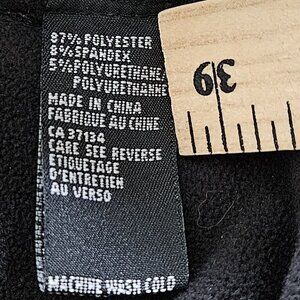 87% POLYESTER
8% SPANDEX
5% POLYURETHANE
POLYURETHANNE
MADE IN CHINA
FABRIQUE AU CHINE
CA 37134
CARE SEE REVERSE
ETIQUETAGE
D'ENTRETIEN
AU VERSO
MACHINE WASH COLD
39